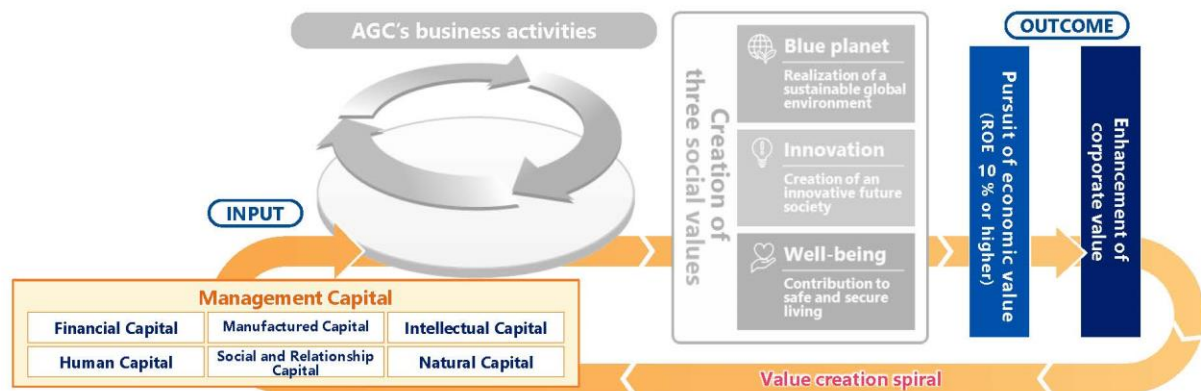 AGC's business activities
INPUT
Management Capital
Financial Capital
Manufactured Capital
Intellectual Capital
Human Capital
Social and Relationship
Capital
Natural Capital
Creation of
three social values
Blue planet
Realization of a
sustainable global
environment
Innovation
Creation of an
innovative future
society
Well-being
Contribution to
safe and secure
living
OUTCOME
Pursuit of economic value
(ROE 10 % or higher)
Enhancement of
corporate value
Value creation spiral